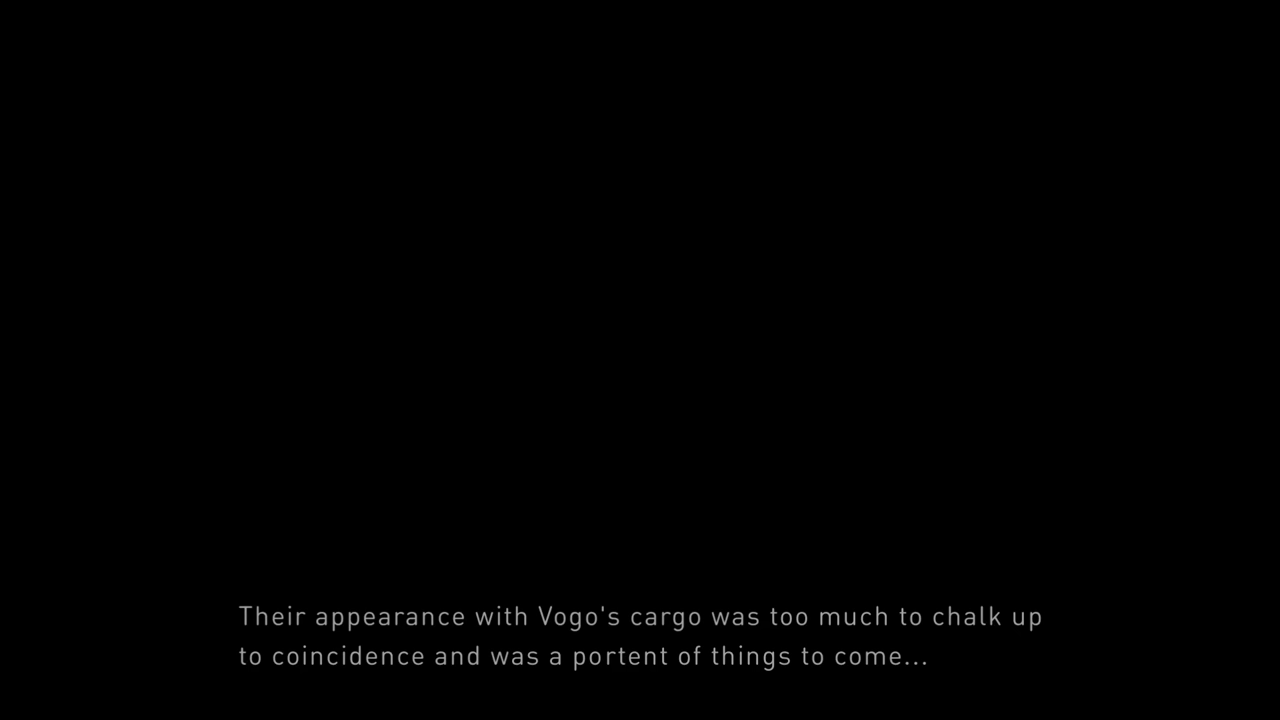 Their appearance with Vogo's cargo was too much to chalk up
to coincidence and was a portent of things to come...